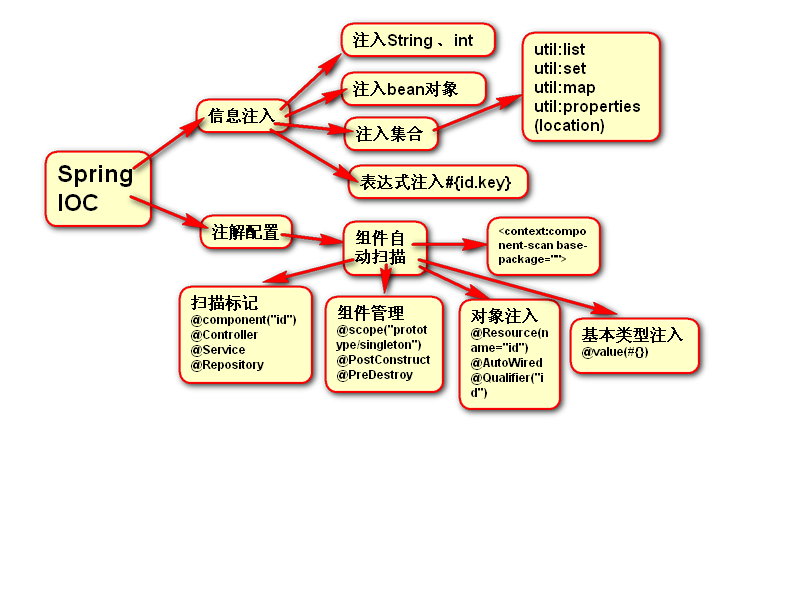 注入String 、int
util:list
util:set
util:map
util:properties
(location)
注入bean对象
信息注入
注入集合
Spring
IOC
表达式注入#{id.key}
注解配置
组件自
动扫描
<context:compo
nent-scan base-
package="">
扫描标记
@component("id")
@Controller
@Service
@Repository
组件管理
@scope("protot
ype/singleton")
@PostConstruct
@PreDestroy
对象注入
@Resource(n
ame="id")
@AutoWired
@Qualifier("i
d")
基本类型注入
@value(#{})